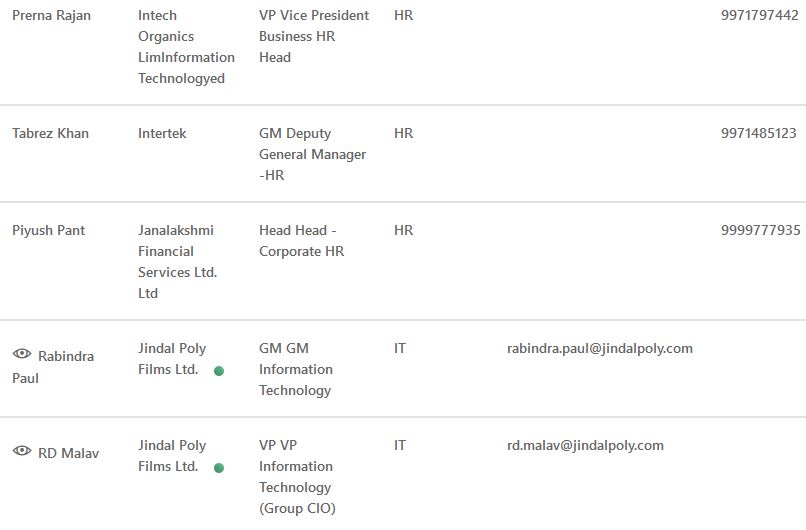 Prerna Rajan Intech VP Vice President HR 9971797442
Organics Business HR
LimInformation Head
Technologyed
Tabrez Khan Intertek GM Deputy HR 9971485123
General Manager
-HR
Piyush Pant Janalakshmi Head Head - HR 9999777935
Financial Corporate HR
Services Ltd.
Ltd
Rabindra Jindal Poly GM GM IT rabindra.paul@jindalpoly.com
Paul Films Ltd. Information
Technology
RD Malav Jindal Poly VP VP IT rd.malav@jindalpoly.com
Films Ltd. Information
Technology
(Group CIO)